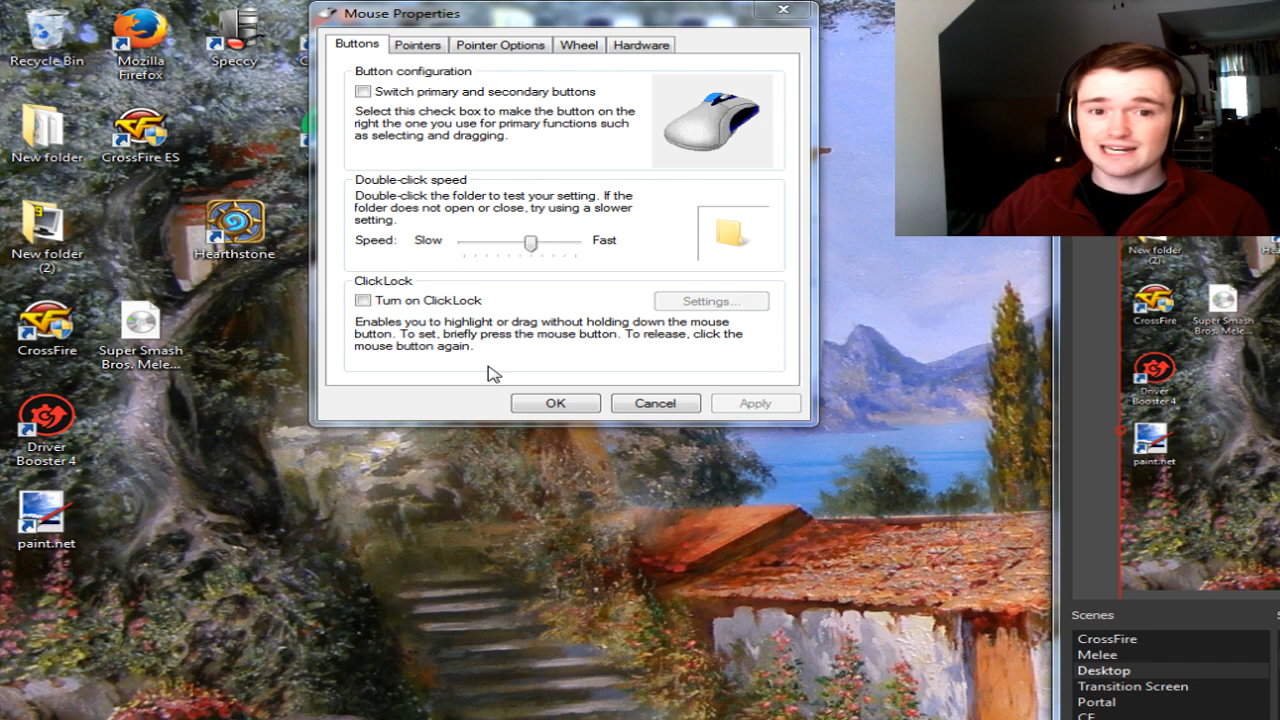 Mouse Properties
Buttons
Pointers
Pointer Options
Wheel
Hardware
Button configuration
Switch primary and secondary buttons
Select this check box to make the button on the
right the one you use for primary functions such
as selecting and dragging.
Double-click speed
Double-click the folder to test your setting. If the
folder does not open or close, try using a slower
setting.
Speed:
Slow
Fast
ClickLock
Turn on ClickLock
Settings...
Enables you to highlight or drag without holding down the mouse
button. To set, briefly press the mouse button. To release, click the
mouse button again.
OK
Cancel
Apply
Recycle Bin
Mozilla
Firefox
Speccy
New folder
CrossFire ES
New folder
(2)
Hearthstone
CrossFire
Super Smash
Bros. Mele...
Driver
Booster 4
paint.net
New folder
(2)
CrossFire
Super Smash
Bros. Mele...
Driver
Booster 4
paint.net
Scenes
CrossFire
Melee
Desktop
Transition Screen
Portal
CF